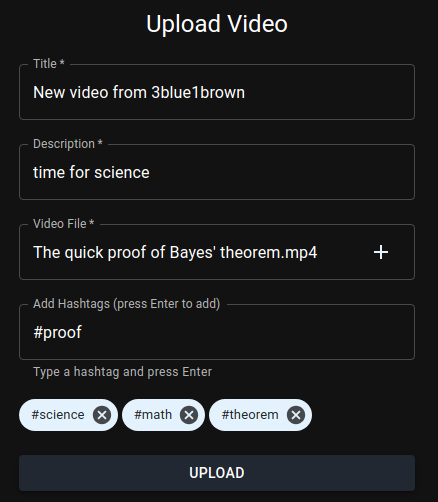 Upload Video
Title *
New video from 3blue1brown
Description *
time for science
Video File *
The quick proof of Bayes' theorem.mp4
Add Hashtags (press Enter to add)
#proof
Type a hashtag and press Enter
#science #math #theorem
UPLOAD